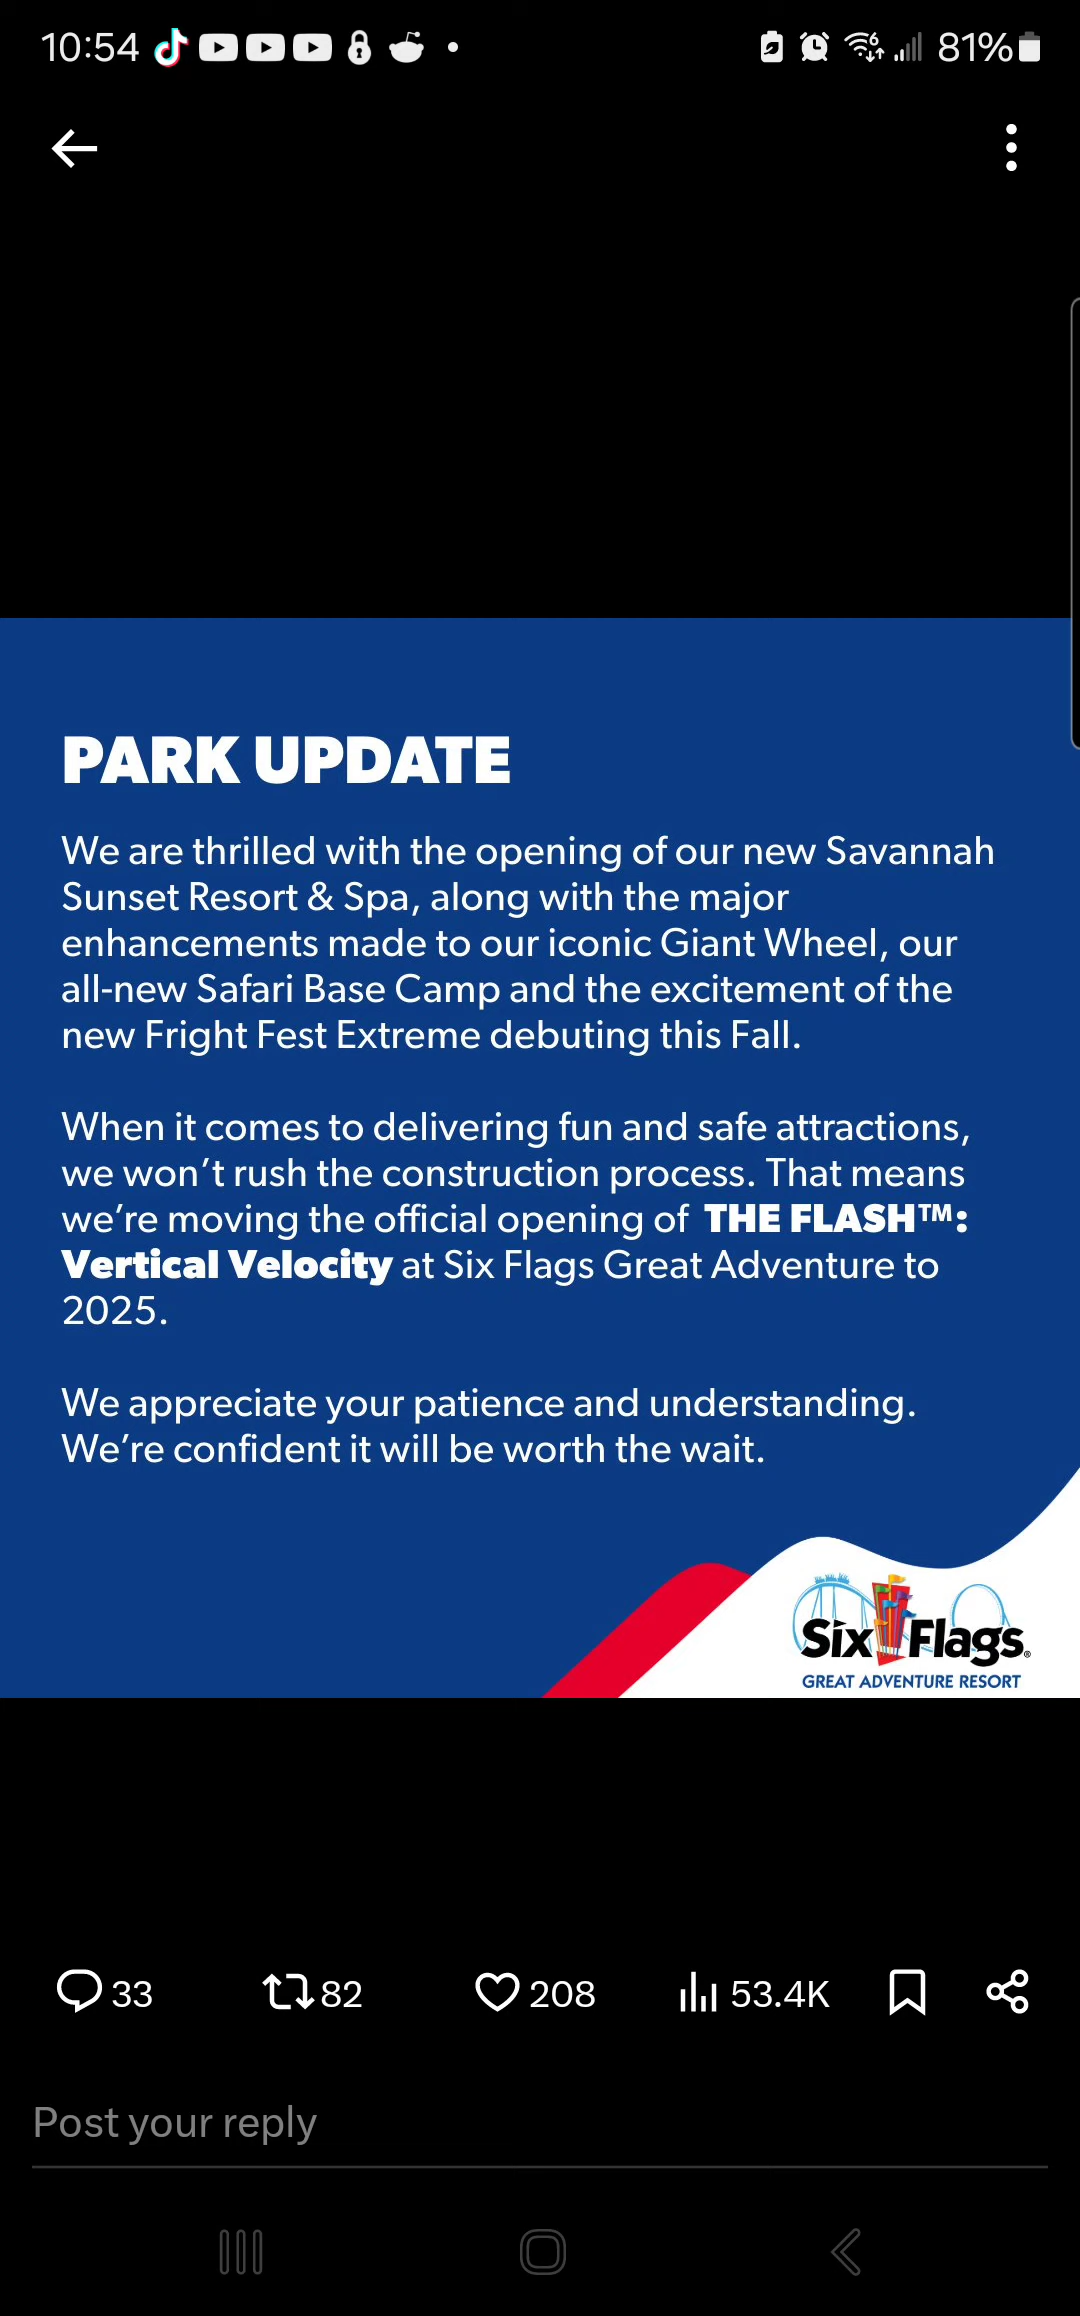 10:54
81%
PARK UPDATE
We are thrilled with the opening of our new Savannah
Sunset Resort & Spa, along with the major
enhancements made to our iconic Giant Wheel, our
all-new Safari Base Camp and the excitement of the
new Fright Fest Extreme debuting this Fall.
When it comes to delivering fun and safe attractions,
we won't rush the construction process. That means
we're moving the official opening of THE FLASH™:
Vertical Velocity at Six Flags Great Adventure to
2025.
We appreciate your patience and understanding.
We're confident it will be worth the wait.
Six Flags®
GREAT ADVENTURE RESORT
33 82 208 53.4K
Post your reply